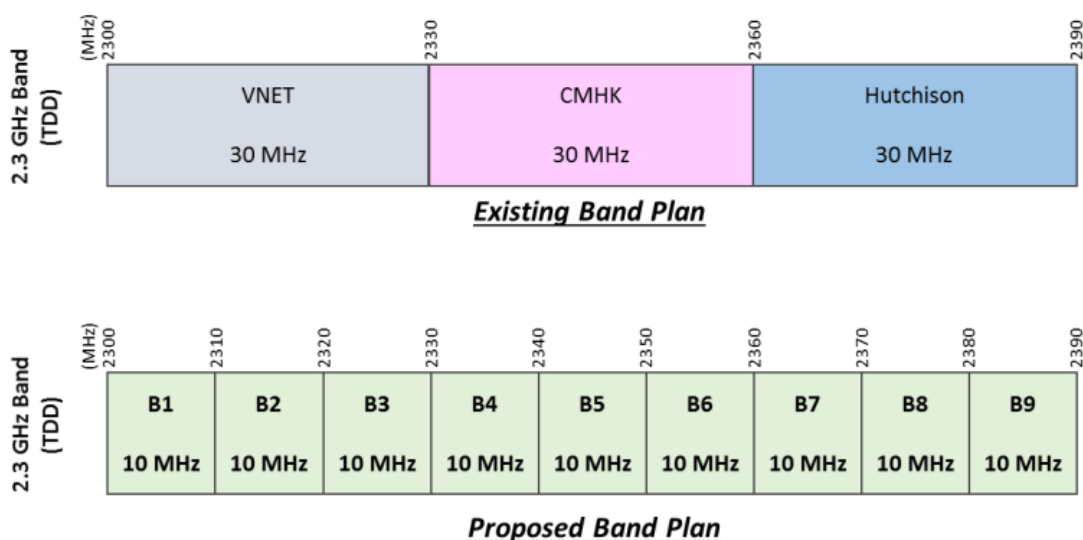 (MHz)
2300
2330
2360
2390
2.3 GHz Band
(TDD)
VNET
CMHK
Hutchison
30 MHz
30 MHz
30 MHz
Existing Band Plan
(MHz)
2300
2310
2320
2330
2340
2350
2360
2370
2380
2390
2.3 GHz Band
(TDD)
B1
B2
B3
B4
B5
B6
B7
B8
B9
10 MHz
10 MHz
10 MHz
10 MHz
10 MHz
10 MHz
10 MHz
10 MHz
10 MHz
Proposed Band Plan